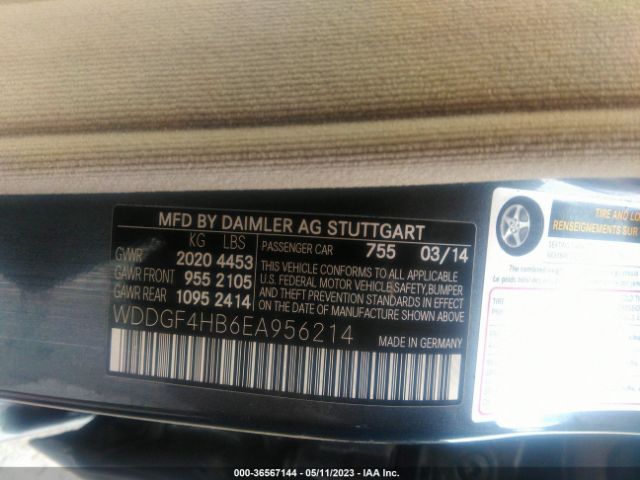 MFD BY DAIMLER AG STUTTGART
KG LBS
GVWR 2020 4453
GAWR FRONT 955 2105
GAWR REAR 1095 2414
PASSENGER CAR 755 03/14
THIS VEHICLE CONFORMS TO ALL APPLICABLE
U.S. FEDERAL MOTOR VEHICLE SAFETY, BUMPER,
AND THEFT PREVENTION STANDARDS IN EFFECT
ON THE DATE OF MANUFACTURE SHOWN ABOVE.
WDDGF4HB6EA956214
MADE IN GERMANY
TIRE AND LO
RENSEIGNEMENTS SUR
000-36567144 - 05/11/2023 - IAA Inc.